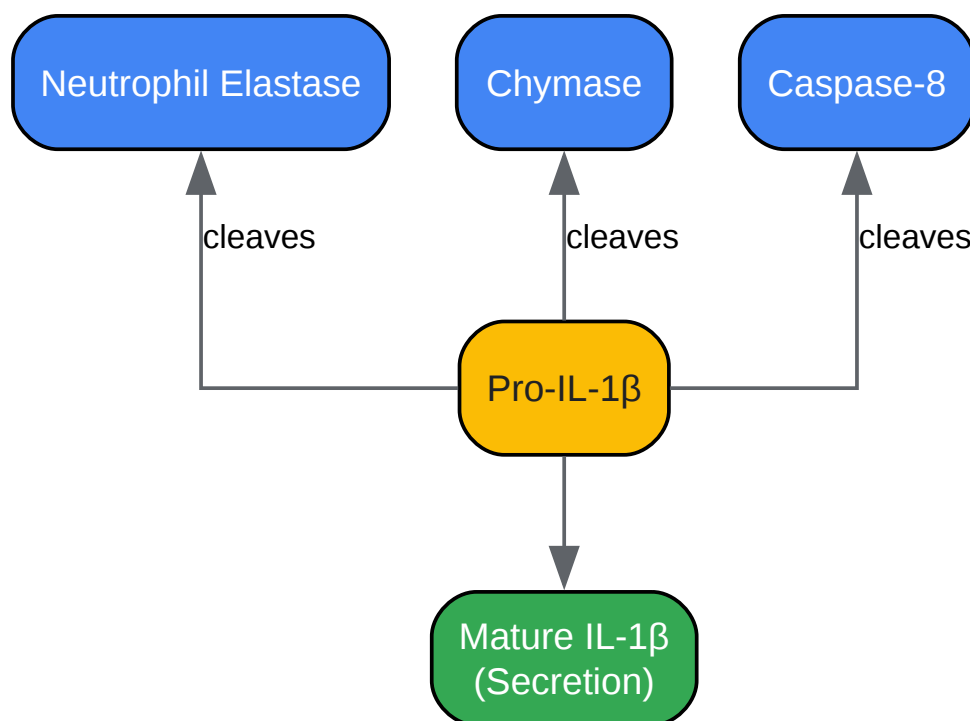 Neutrophil Elastase
Chymase
Caspase-8
cleaves
cleaves
cleaves
Pro-IL-1β
Mature IL-1β
(Secretion)